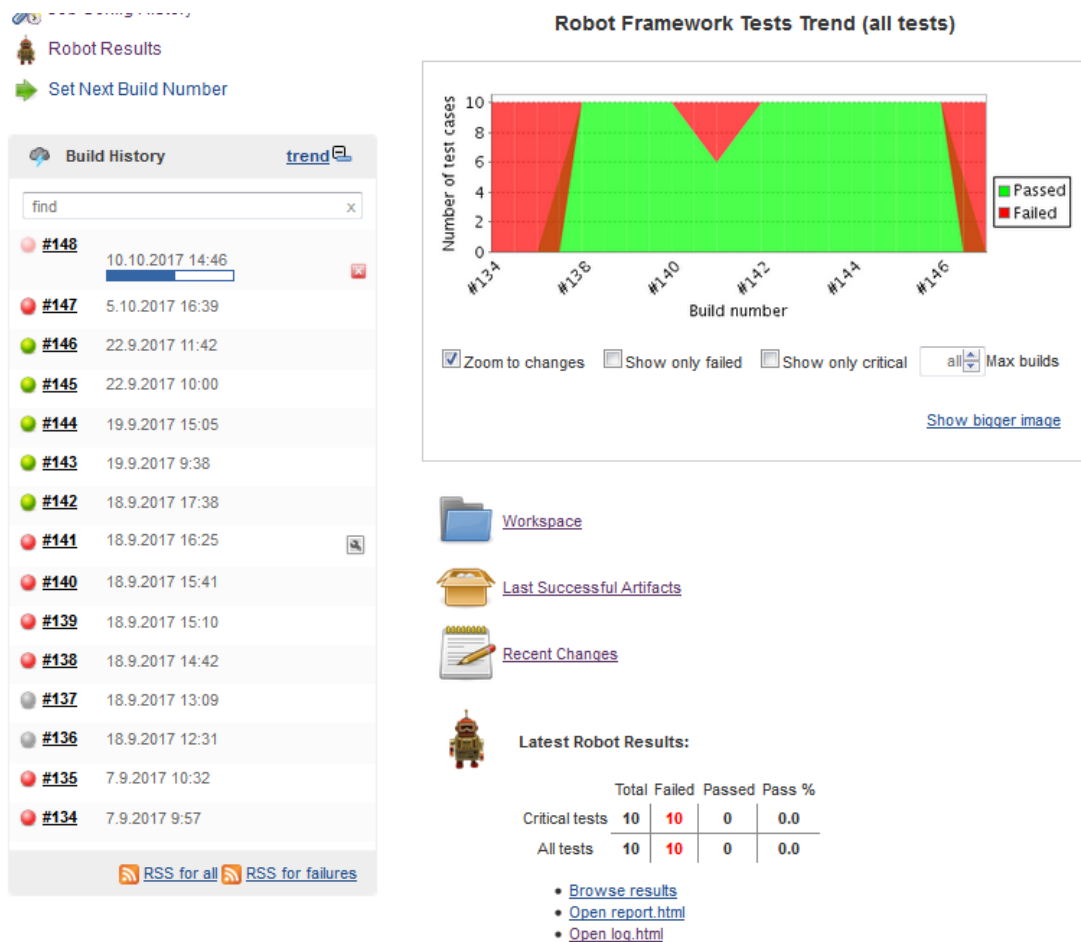 Robot Results
Set Next Build Number
Build History
trend
find
x
#148
10.10.2017 14:46
#147 5.10.2017 16:39
#146 22.9.2017 11:42
#145 22.9.2017 10:00
#144 19.9.2017 15:05
#143 19.9.2017 9:38
#142 18.9.2017 17:38
#141 18.9.2017 16:25
#140 18.9.2017 15:41
#139 18.9.2017 15:10
#138 18.9.2017 14:42
#137 18.9.2017 13:09
#136 18.9.2017 12:31
#135 7.9.2017 10:32
#134 7.9.2017 9:57
RSS for all RSS for failures
Robot Framework Tests Trend (all tests)
Number of test cases
10
8
6
4
2
0
#134 #138 #140 #142 #144 #146
Build number
Passed
Failed
Zoom to changes Show only failed Show only critical all Max builds
Show bigger image
Workspace
Last Successful Artifacts
Recent Changes
Latest Robot Results:
Total Failed Passed Pass %
Critical tests 10 10 0 0.0
All tests 10 10 0 0.0
• Browse results
• Open report.html
• Open log.html